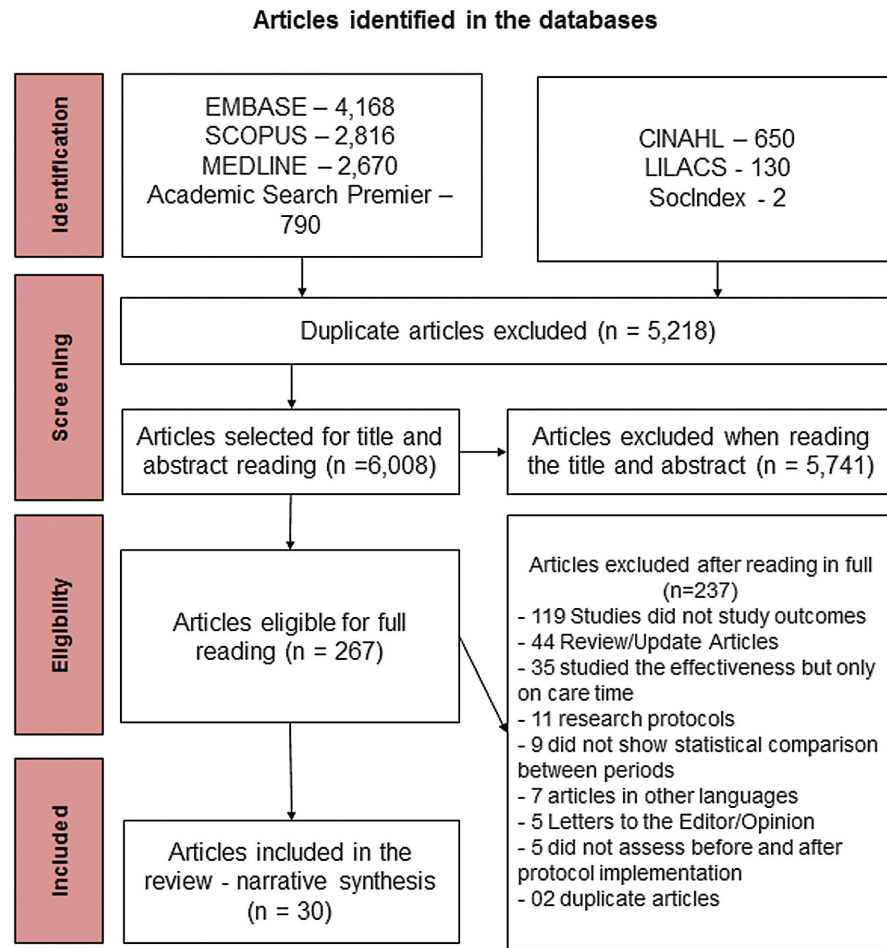 Articles identified in the databases
Identification
EMBASE – 4,168
SCOPUS – 2,816
MEDLINE – 2,670
Academic Search Premier –
790
CINAHL – 650
LILACS - 130
SocIndex - 2
Screening
Duplicate articles excluded (n = 5,218)
Articles selected for title and
abstract reading (n =6,008)
Articles excluded when reading
the title and abstract (n = 5,741)
Eligibility
Articles eligible for full
reading (n = 267)
Articles excluded after reading in full
(n=237)
- 119 Studies did not study outcomes
- 44 Review/Update Articles
- 35 studied the effectiveness but only
on care time
- 11 research protocols
- 9 did not show statistical comparison
between periods
- 7 articles in other languages
- 5 Letters to the Editor/Opinion
- 5 did not assess before and after
protocol implementation
- 02 duplicate articles
Included
Articles included in the
review - narrative synthesis
(n = 30)